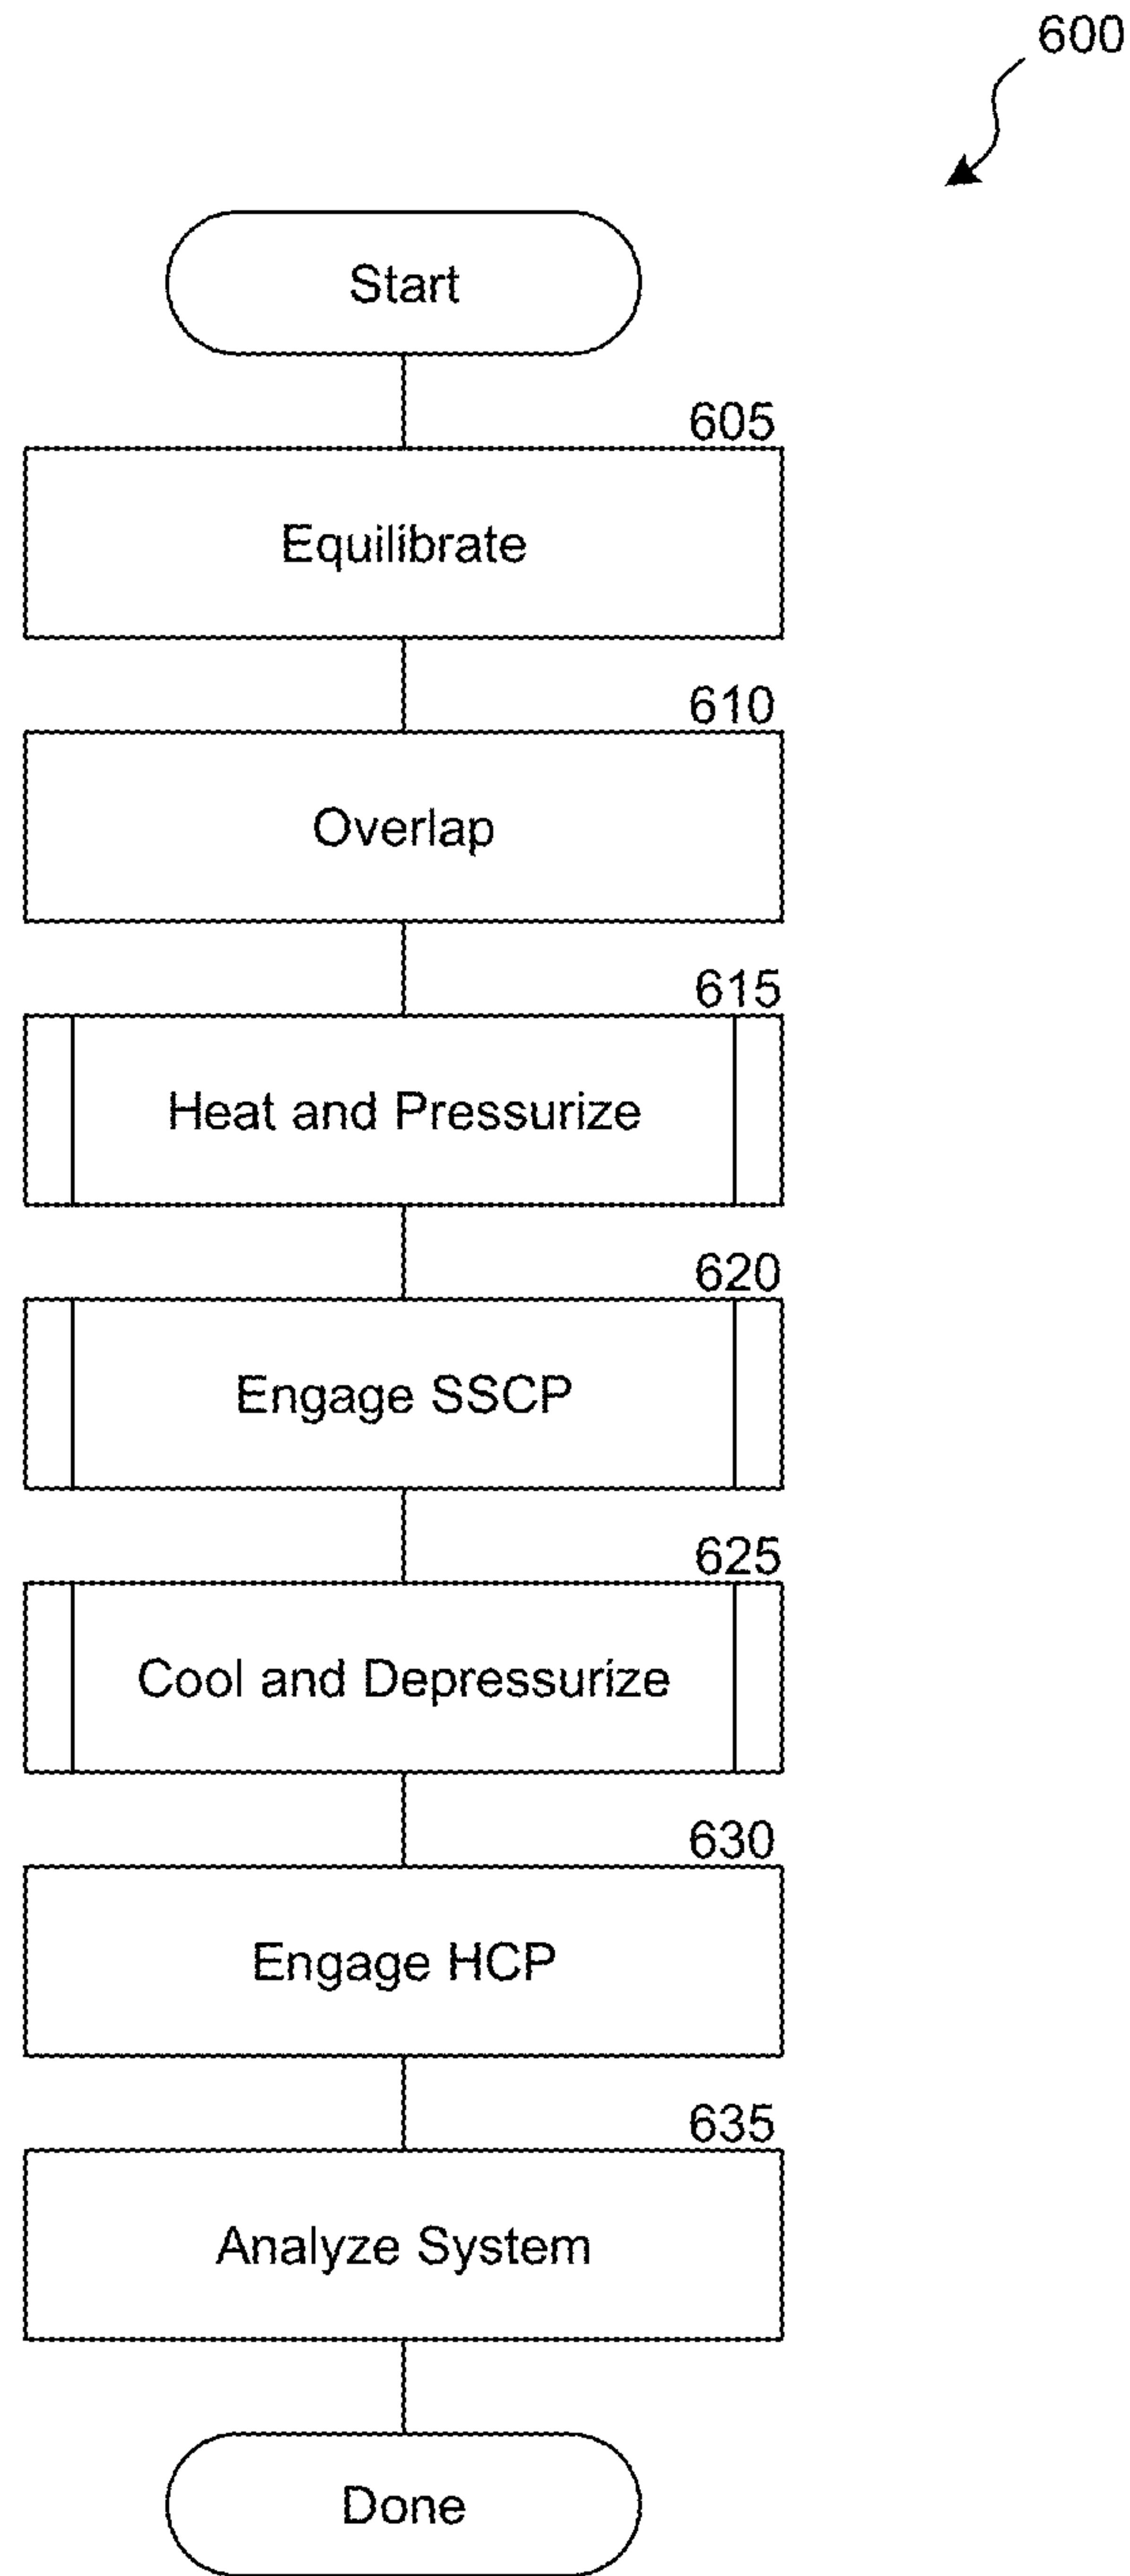 600
Start
605
Equilibrate
610
Overlap
615
Heat and Pressurize
620
Engage SSCP
625
Cool and Depressurize
630
Engage HCP
635
Analyze System
Done